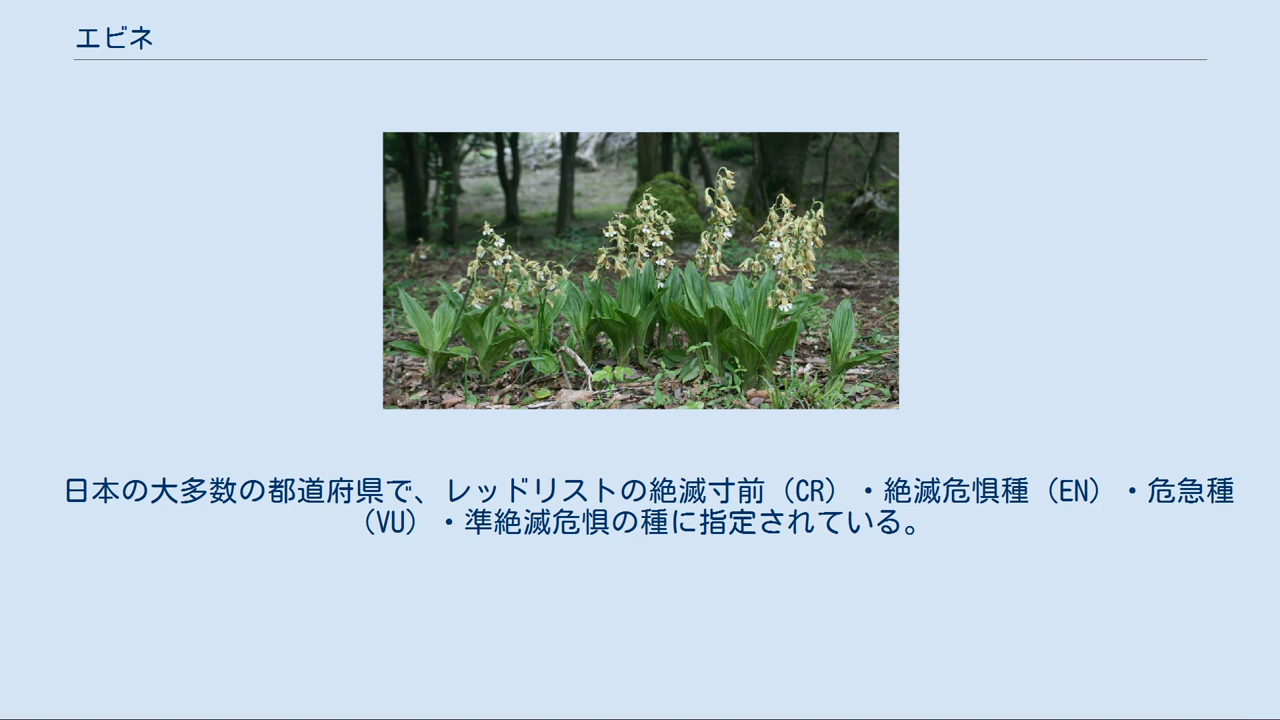 エビネ
日本の大多数の都道府県で、レッドリストの絶滅寸前（CR）・絶滅危惧種（EN）・危急種
（VU）・準絶滅危惧の種に指定されている。